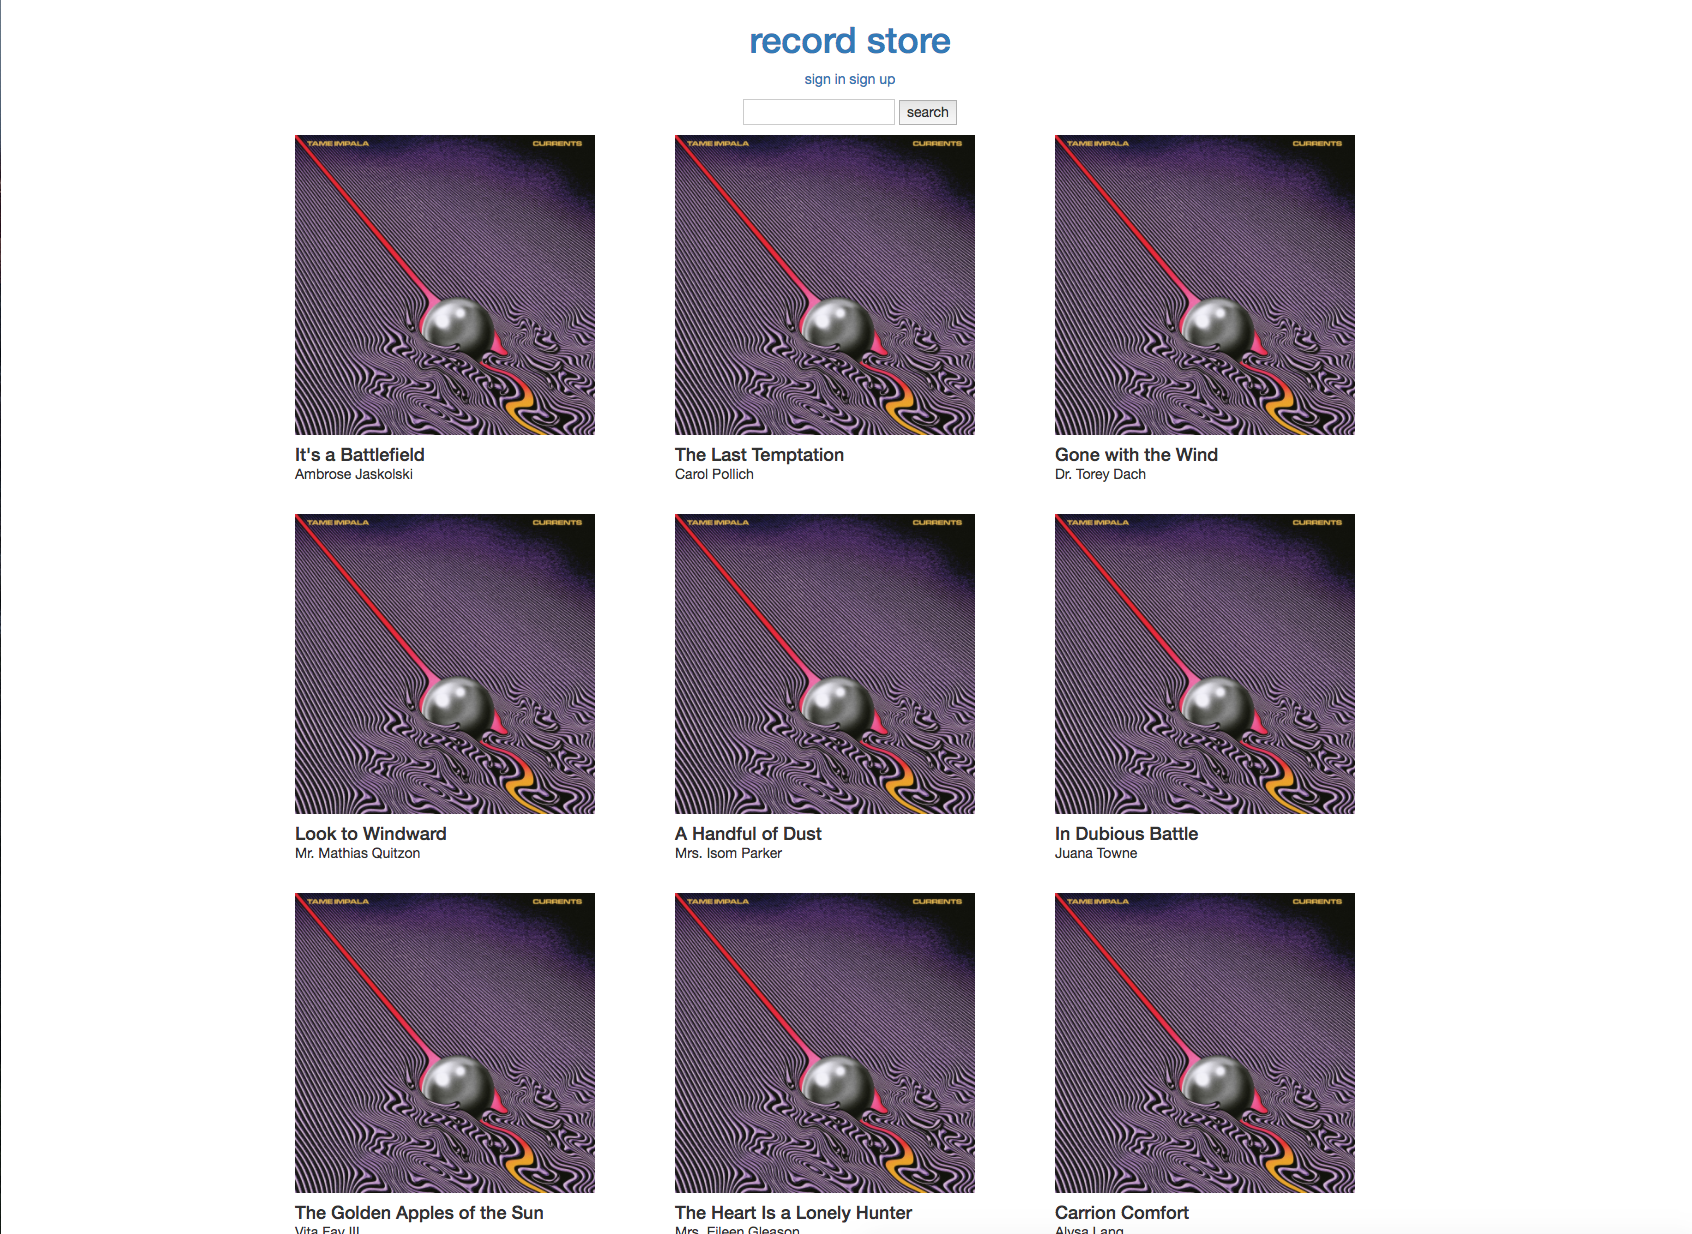 record store
sign in sign up
search
TAME IMPALA CURRENTS TAME IMPALA CURRENTS TAME IMPALA CURRENTS
It's a Battlefield The Last Temptation Gone with the Wind
Ambrose Jaskolski Carol Pollich Dr. Torey Dach
TAME IMPALA CURRENTS TAME IMPALA CURRENTS TAME IMPALA CURRENTS
Look to Windward A Handful of Dust In Dubious Battle
Mr. Mathias Quitzon Mrs. Isom Parker Juana Towne
TAME IMPALA CURRENTS TAME IMPALA CURRENTS TAME IMPALA CURRENTS
The Golden Apples of the Sun The Heart Is a Lonely Hunter Carrion Comfort
Vita Fay III Mrs. Eileen Gleason Alysa Lang